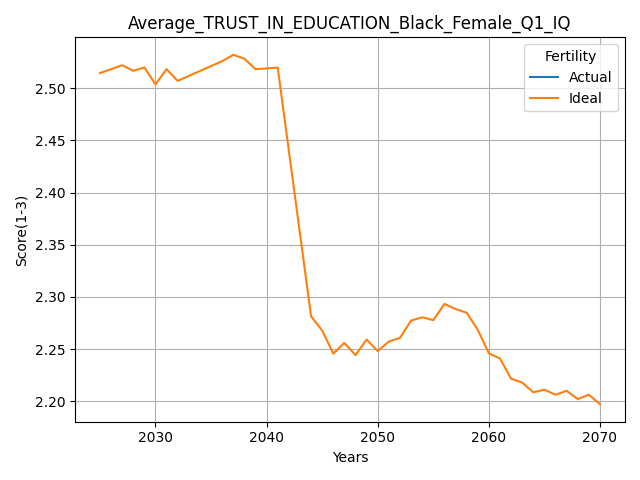 Average_TRUST_IN_EDUCATION_Black_Female_Q1_IQ
Fertility
Actual
Ideal
Score(1-3)
2.50
2.45
2.40
2.35
2.30
2.25
2.20
2030
2040
2050
2060
2070
Years